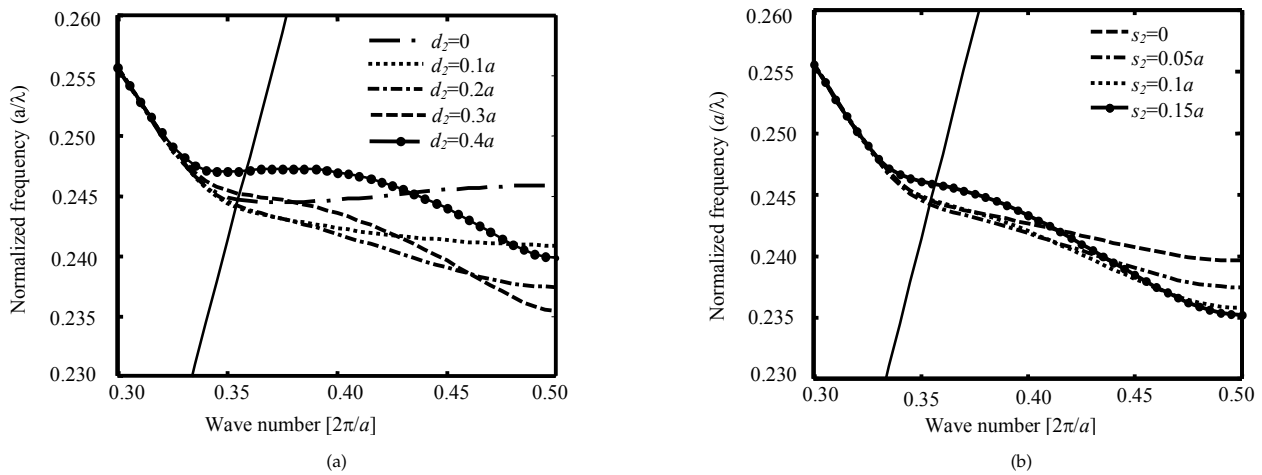 0.260
0.255
0.250
0.245
0.240
0.235
0.230
Normalized frequency (a/λ)
d₂=0
d₂=0.1a
d₂=0.2a
d₂=0.3a
d₂=0.4a
0.30 0.35 0.40 0.45 0.50
Wave number [2π/a]
(a)
0.260
0.255
0.250
0.245
0.240
0.235
0.230
Normalized frequency (a/λ)
s₂=0
s₂=0.05a
s₂=0.1a
s₂=0.15a
0.30 0.35 0.40 0.45 0.50
Wave number [2π/a]
(b)